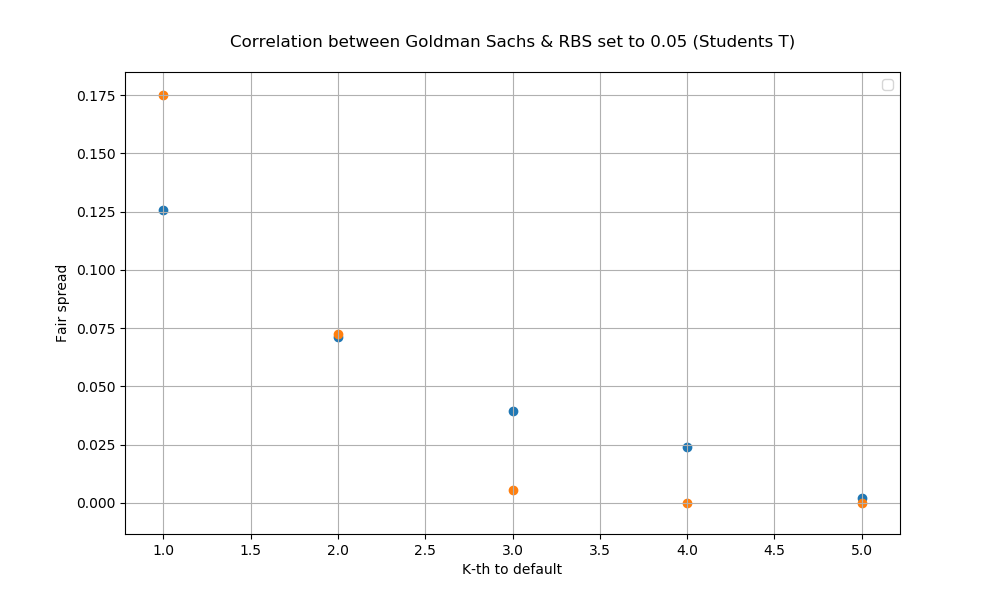 Correlation between Goldman Sachs & RBS set to 0.05 (Students T)
0.175
0.150
0.125
0.100
0.075
0.050
0.025
0.000
Fair spread
1.0 1.5 2.0 2.5 3.0 3.5 4.0 4.5 5.0
K-th to default